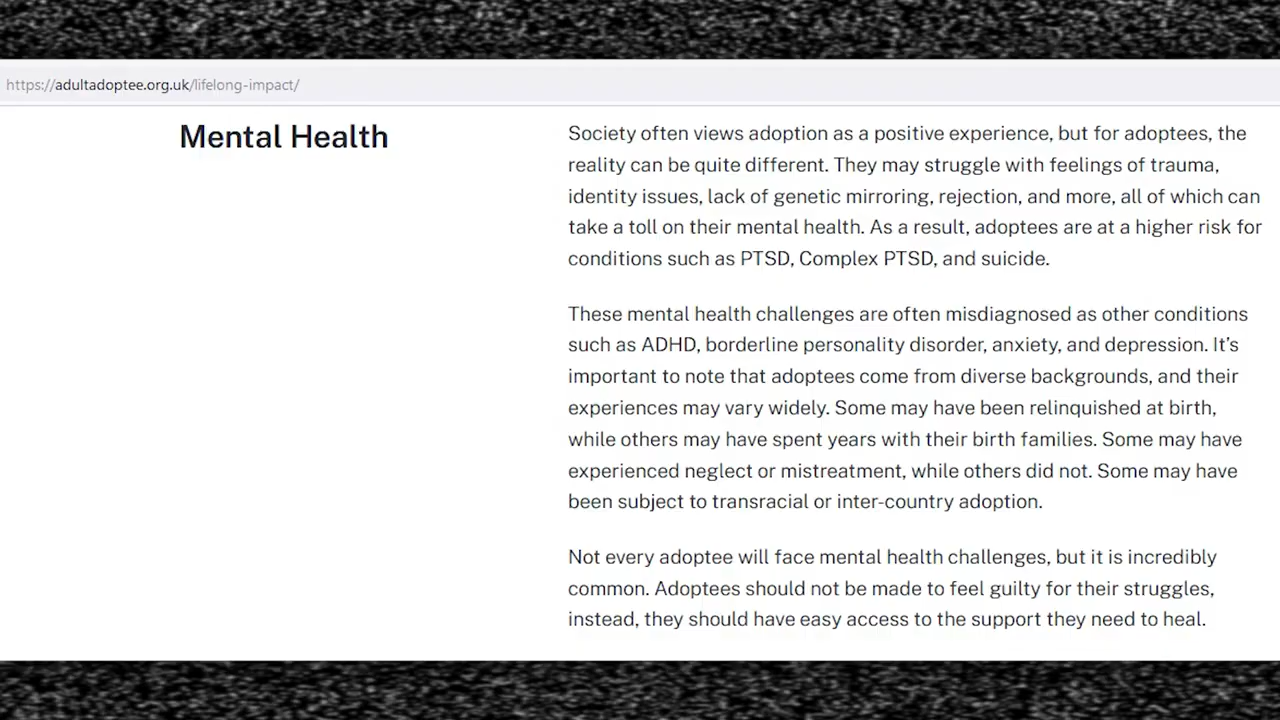 https://adultadoptee.org.uk/lifelong-impact/
Mental Health
Society often views adoption as a positive experience, but for adoptees, the
reality can be quite different. They may struggle with feelings of trauma,
identity issues, lack of genetic mirroring, rejection, and more, all of which can
take a toll on their mental health. As a result, adoptees are at a higher risk for
conditions such as PTSD, Complex PTSD, and suicide.
These mental health challenges are often misdiagnosed as other conditions
such as ADHD, borderline personality disorder, anxiety, and depression. It’s
important to note that adoptees come from diverse backgrounds, and their
experiences may vary widely. Some may have been relinquished at birth,
while others may have spent years with their birth families. Some may have
experienced neglect or mistreatment, while others did not. Some may have
been subject to transracial or inter-country adoption.
Not every adoptee will face mental health challenges, but it is incredibly
common. Adoptees should not be made to feel guilty for their struggles,
instead, they should have easy access to the support they need to heal.